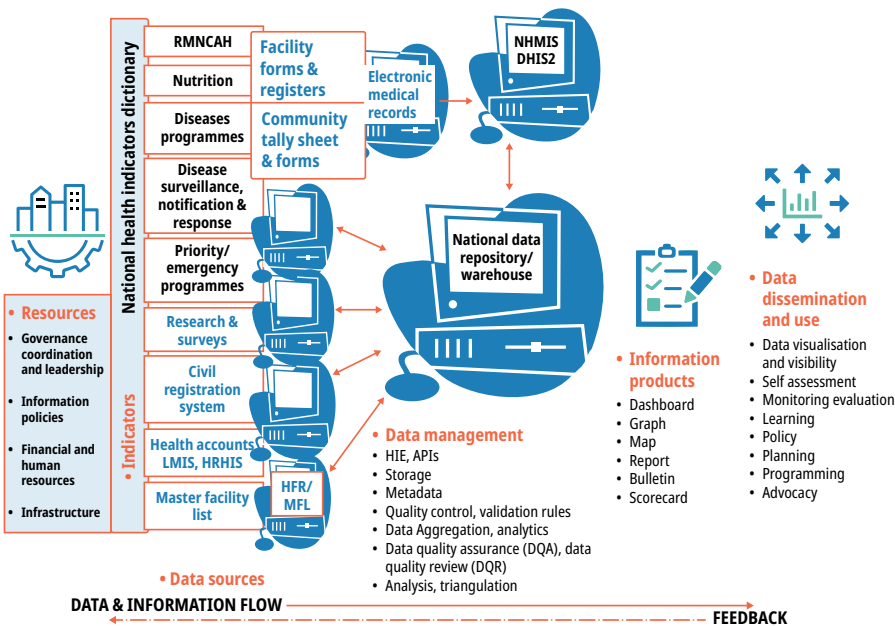 • Resources
• Governance
coordination
and leadership
• Information
policies
• Financial and
human
resources
• Infrastructure
National health indicators dictionary
• Indicators
RMNCAH
Nutrition
Diseases
programmes
Disease
surveillance,
notification &
response
Priority/
emergency
programmes
Research &
surveys
Civil
registration
system
Health accounts
LMIS, HRHIS
Master facility
list
Facility
forms &
registers
Community
tally sheet
& forms
Electronic
medical
records
HFR/
MFL
• Data sources
NHMIS
DHIS2
National data
repository/
warehouse
• Data management
• HIE, APIs
• Storage
• Metadata
• Quality control, validation rules
• Data Aggregation, analytics
• Data quality assurance (DQA), data
quality review (DQR)
• Analysis, triangulation
• Information
products
• Dashboard
• Graph
• Map
• Report
• Bulletin
• Scorecard
• Data
dissemination
and use
• Data visualisation
and visibility
• Self assessment
• Monitoring evaluation
• Learning
• Policy
• Planning
• Programming
• Advocacy
DATA & INFORMATION FLOW
FEEDBACK